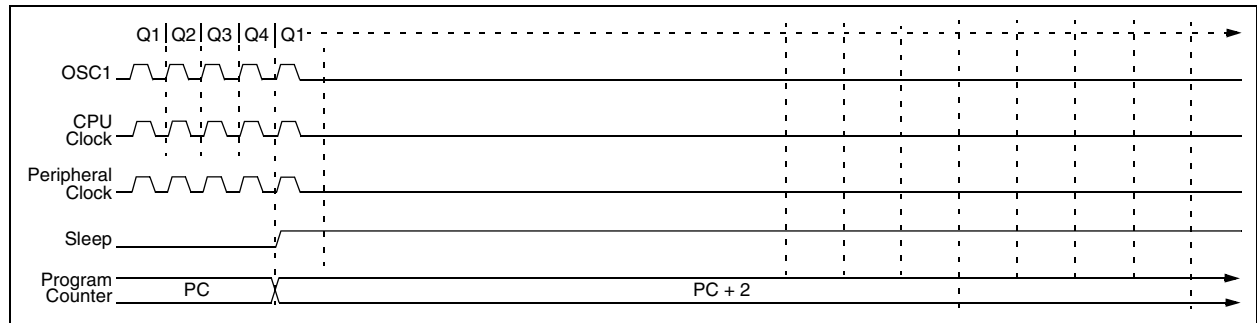 Q1 Q2 Q3 Q4 Q1
OSC1
CPU
Clock
Peripheral
Clock
Sleep
Program
Counter
PC
PC + 2